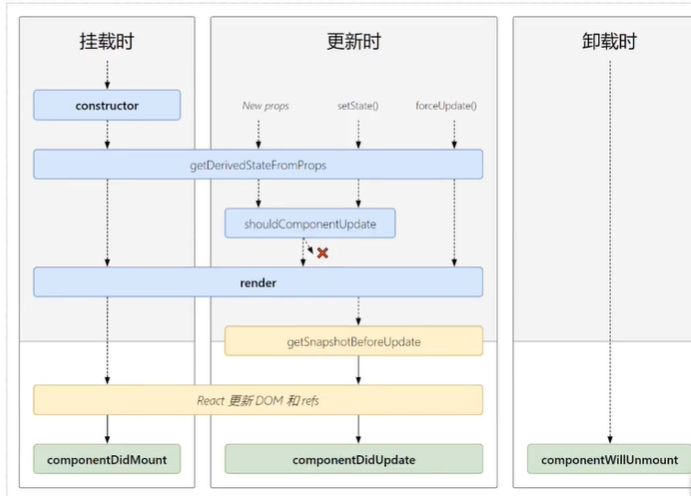 挂载时
更新时
卸载时
constructor
New props
setState()
forceUpdate()
getDerivedStateFromProps
shouldComponentUpdate
render
getSnapshotBeforeUpdate
React 更新 DOM 和 refs
componentDidMount
componentDidUpdate
componentWillUnmount